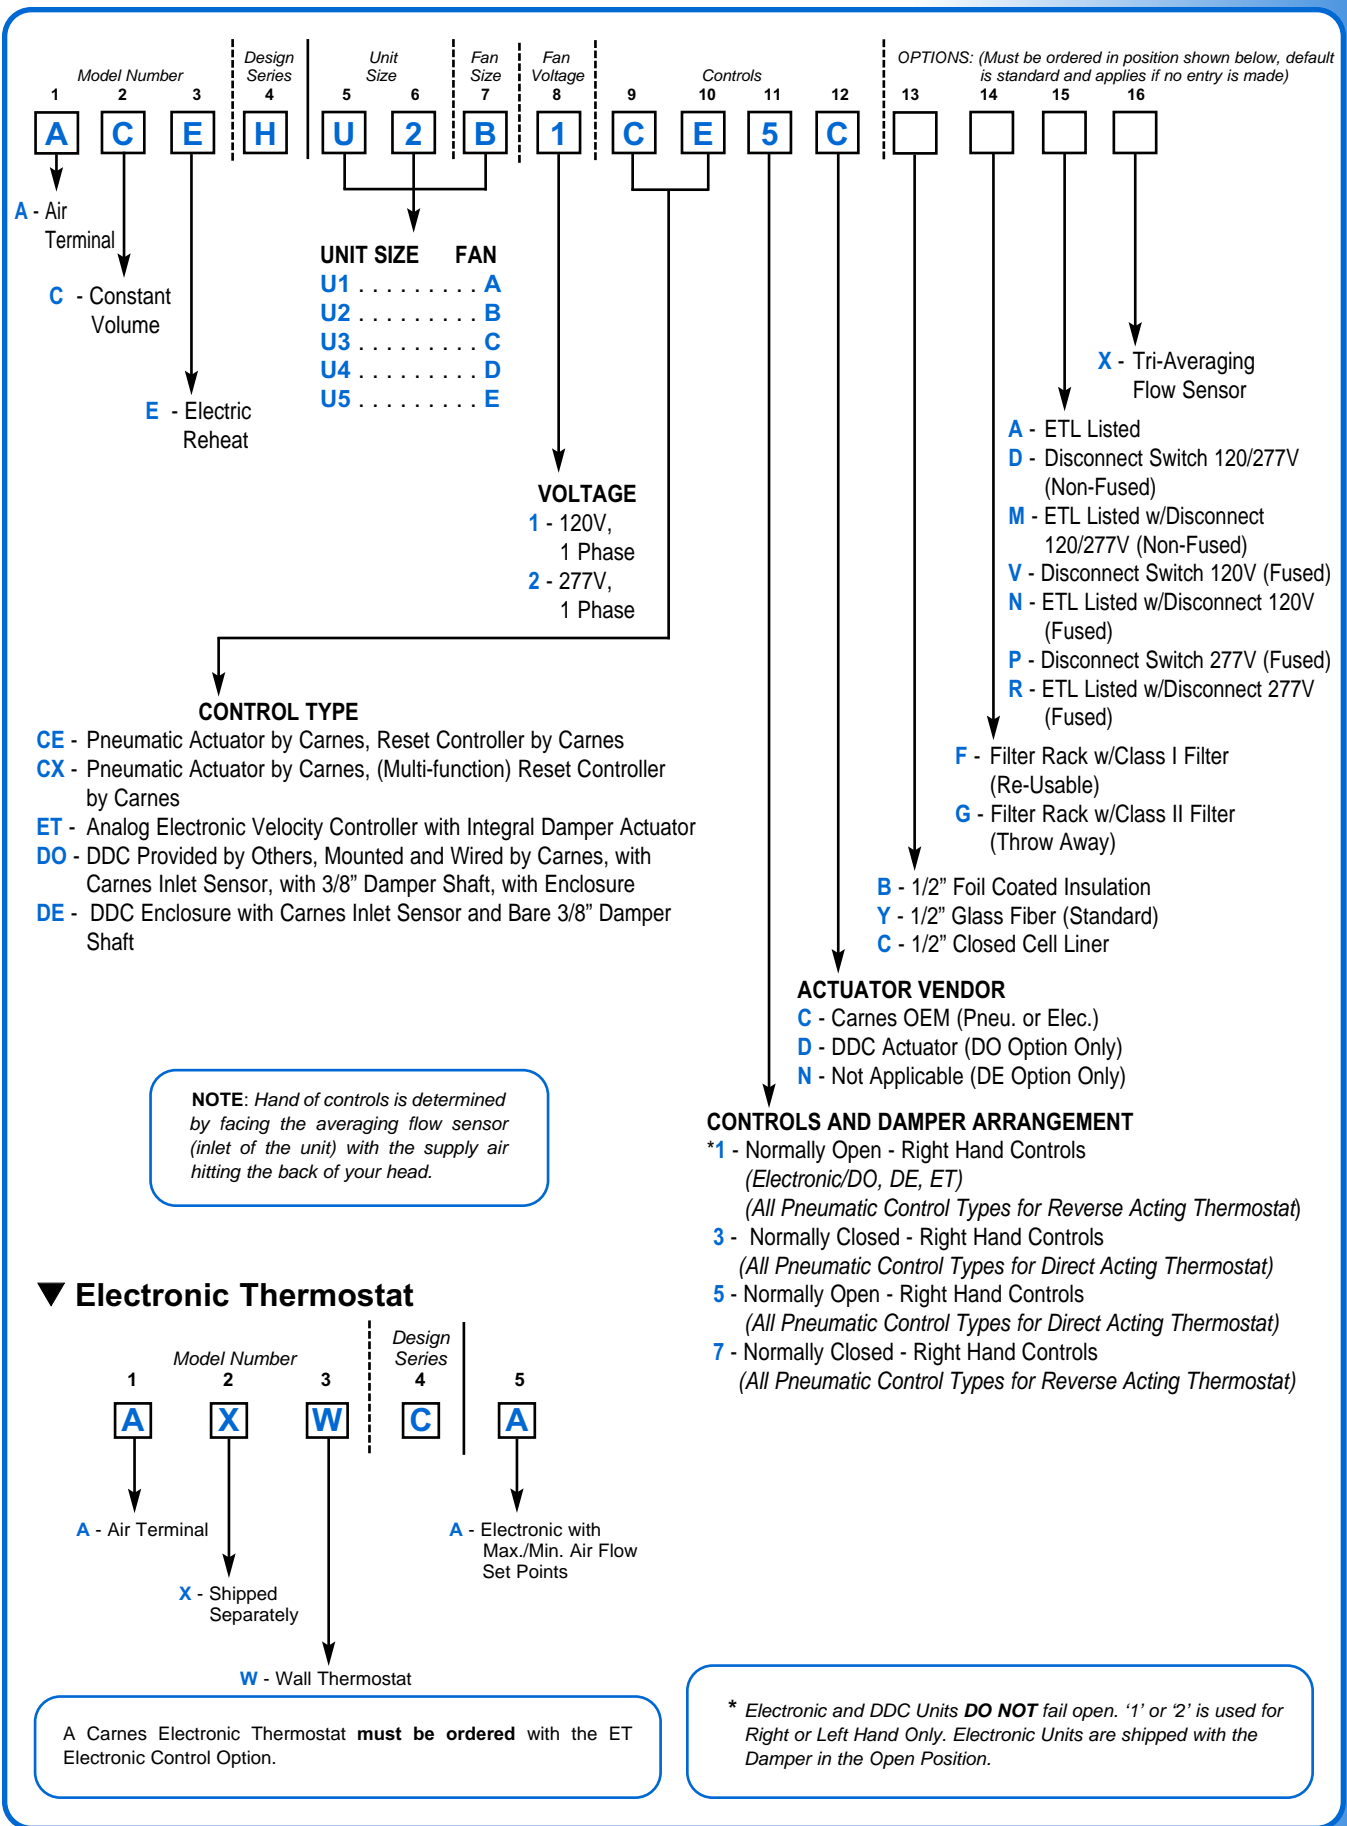 Model Number
Design
Series
Unit
Size
Fan
Size
Fan
Voltage
Controls
OPTIONS: (Must be ordered in position shown below, default
is standard and applies if no entry is made)
1 2 3 4 5 6 7 8 9 10 11 12 13 14 15 16
A C E H U 2 B 1 C E 5 C
A - Air
Terminal
C - Constant
Volume
E - Electric
Reheat
UNIT SIZE FAN
U1 . . . . . . . . . A
U2 . . . . . . . . . B
U3 . . . . . . . . . C
U4 . . . . . . . . . D
U5 . . . . . . . . . E
VOLTAGE
1 - 120V,
1 Phase
2 - 277V,
1 Phase
X - Tri-Averaging
Flow Sensor
A - ETL Listed
D - Disconnect Switch 120/277V
(Non-Fused)
M - ETL Listed w/Disconnect
120/277V (Non-Fused)
V - Disconnect Switch 120V (Fused)
N - ETL Listed w/Disconnect 120V
(Fused)
P - Disconnect Switch 277V (Fused)
R - ETL Listed w/Disconnect 277V
(Fused)
F - Filter Rack w/Class I Filter
(Re-Usable)
G - Filter Rack w/Class II Filter
(Throw Away)
B - 1/2” Foil Coated Insulation
Y - 1/2” Glass Fiber (Standard)
C - 1/2” Closed Cell Liner
CONTROL TYPE
CE - Pneumatic Actuator by Carnes, Reset Controller by Carnes
CX - Pneumatic Actuator by Carnes, (Multi-function) Reset Controller
by Carnes
ET - Analog Electronic Velocity Controller with Integral Damper Actuator
DO - DDC Provided by Others, Mounted and Wired by Carnes, with
Carnes Inlet Sensor, with 3/8” Damper Shaft, with Enclosure
DE - DDC Enclosure with Carnes Inlet Sensor and Bare 3/8” Damper
Shaft
ACTUATOR VENDOR
C - Carnes OEM (Pneu. or Elec.)
D - DDC Actuator (DO Option Only)
N - Not Applicable (DE Option Only)
NOTE: Hand of controls is determined
by facing the averaging flow sensor
(inlet of the unit) with the supply air
hitting the back of your head.
CONTROLS AND DAMPER ARRANGEMENT
*1 - Normally Open - Right Hand Controls
(Electronic/DO, DE, ET)
(All Pneumatic Control Types for Reverse Acting Thermostat)
3 - Normally Closed - Right Hand Controls
(All Pneumatic Control Types for Direct Acting Thermostat)
5 - Normally Open - Right Hand Controls
(All Pneumatic Control Types for Direct Acting Thermostat)
7 - Normally Closed - Right Hand Controls
(All Pneumatic Control Types for Reverse Acting Thermostat)
▼ Electronic Thermostat
Model Number
Design
Series
1 2 3 4 5
A X W C A
A - Air Terminal
X - Shipped
Separately
W - Wall Thermostat
A - Electronic with
Max./Min. Air Flow
Set Points
A Carnes Electronic Thermostat must be ordered with the ET
Electronic Control Option.
* Electronic and DDC Units DO NOT fail open. ‘1’ or ‘2’ is used for
Right or Left Hand Only. Electronic Units are shipped with the
Damper in the Open Position.